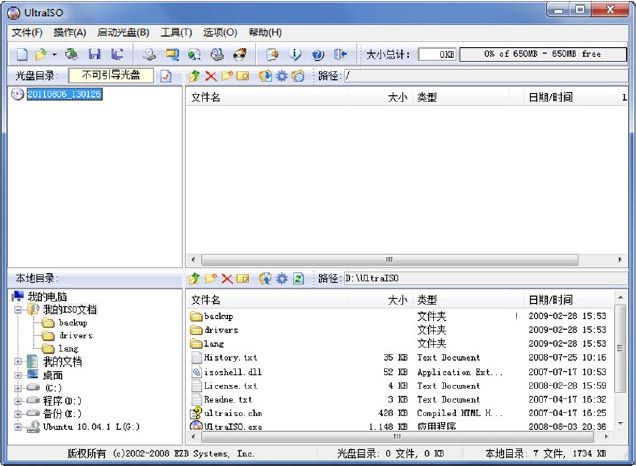 UltraISO
文件(F) 操作(A) 启动光盘(B) 工具(T) 选项(O) 帮助(H)
大小总计: 0KB 0% of 650MB - 650MB free
光盘目录: 不可引导光盘 路径: /
20110806_130126
文件名 大小 类型 日期/时间 L
本地目录: 路径: D:\UltraISO
我的电脑
我的ISO文档
backup
drivers
lang
我的文档
桌面
(C:)
程序(D:)
备份(E:)
Ubuntu 10.04.1 L(G:)
文件名 大小 类型 日期/时间
backup 文件夹 ! 2009-02-28 15:53
drivers 文件夹 2009-02-28 15:53
lang 文件夹 2009-02-28 15:53
History.txt 35 KB Text Document 2008-07-25 10:16
isoshell.dll 52 KB Application Ext... 2007-07-17 10:53
License.txt 4 KB Text Document 2008-02-28 15:59
Readme.txt 3 KB Text Document 2007-04-17 16:32
ultraiso.chm 428 KB Compiled HTML H... 2007-04-17 16:25
UltraISO.exe 1,148 KB 应用程序 2008-08-03 20:36
版权所有 (c)2002-2008 EZB Systems, Inc. 光盘目录: 0 文件, 0 KB 本地目录: 7 文件, 1734 KB